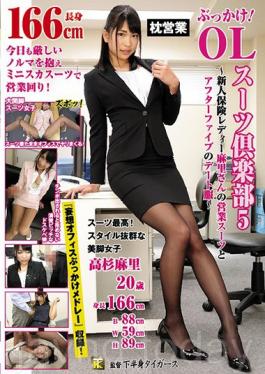 166cm
長身
今日も厳しい
ノルマを抱え
ミニスカスーツで
営業回り！
枕営業
ぶっかけ!
OL
スーツ倶楽部5
～新人保険レディー麻里さんの営業スーツと
アフターファイブのデート服
大開脚
スーツ女子
ズボッ!
スーツ最高!
スタイル抜群な
美脚女子
高杉麻里
20歳
身長166cm
B 88cm
W 59cm
H 89cm
『妄想オフィスぶっかけメドレー』収録!
監督 下半身タイガース